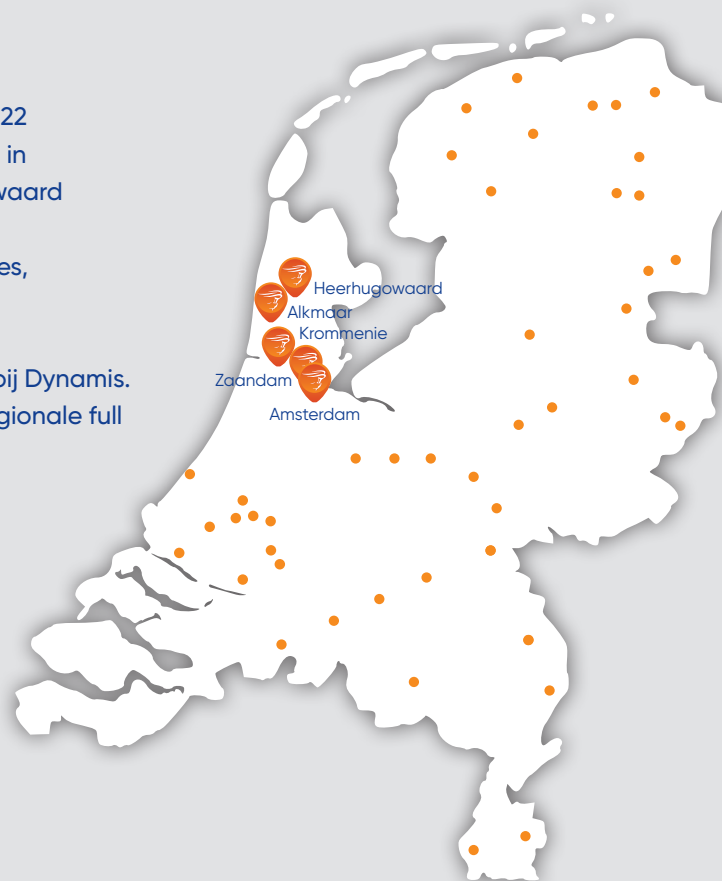 22
in
waard
es,
bij Dynamis.
gionale full
Heerhugowaard
Alkmaar
Krommenie
Zaandam
Amsterdam